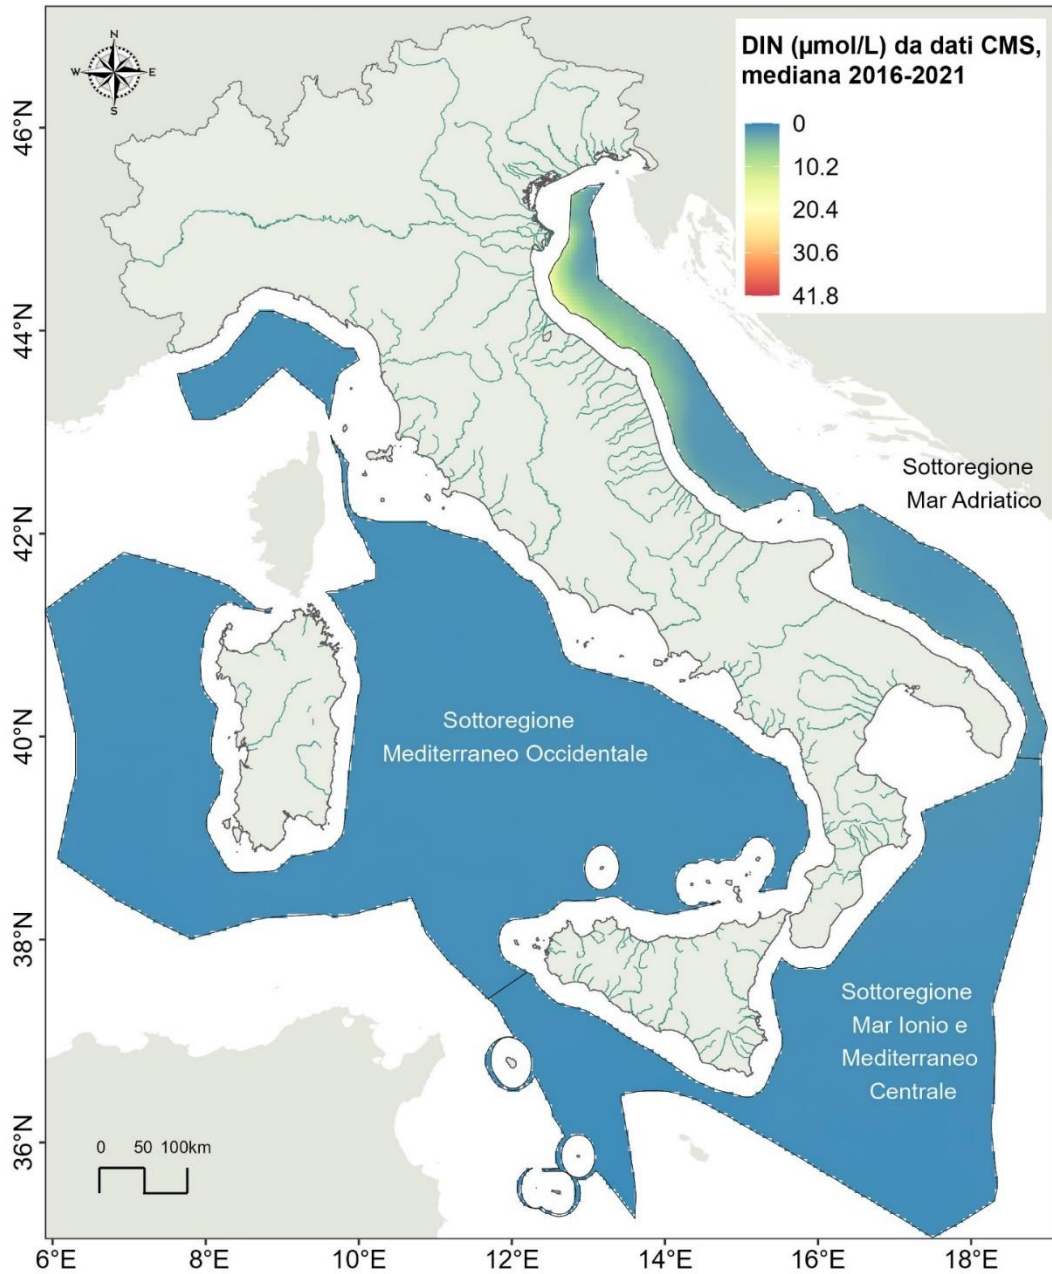 DIN (µmol/L) da dati CMS,
mediana 2016-2021
0
10.2
20.4
30.6
41.8
N
W E
S
46°N
44°N
42°N
40°N
38°N
36°N
Sottoregione
Mar Adriatico
Sottoregione
Mediterraneo Occidentale
Sottoregione
Mar Ionio e
Mediterraneo
Centrale
0 50 100km
6°E 8°E 10°E 12°E 14°E 16°E 18°E